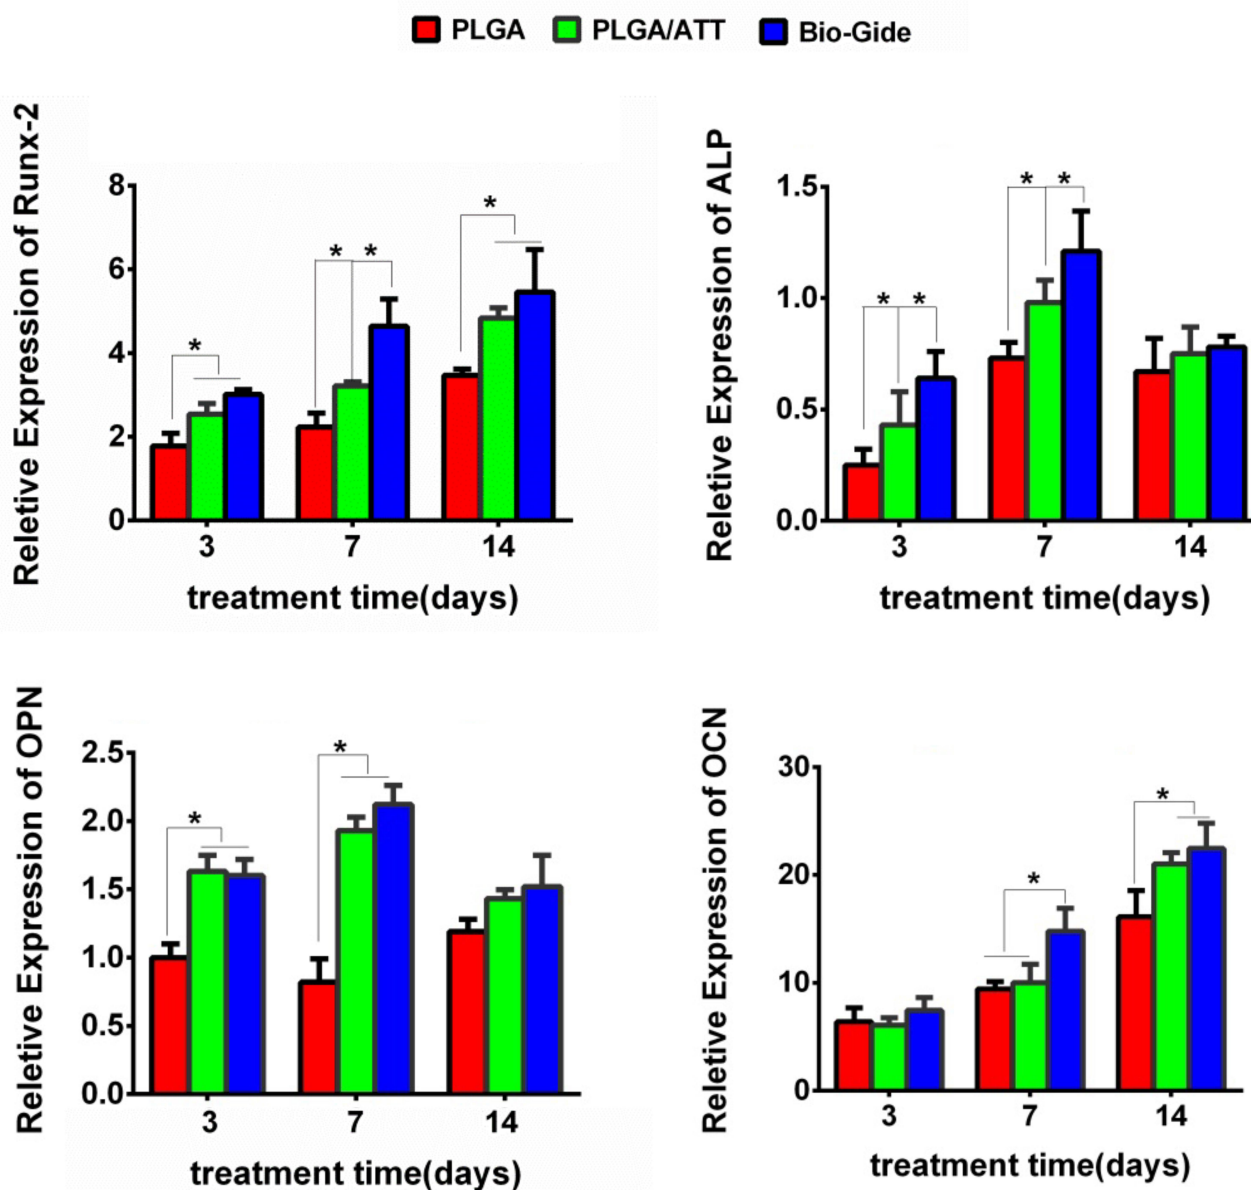 PLGA PLGA/ATT Bio-Gide
Reletive Expression of Runx-2
8
6
4
2
0
* * * *
3 7 14
treatment time(days)
Reletive Expression of ALP
1.5
1.0
0.5
0.0
* * * *
3 7 14
treatment time(days)
Reletive Expression of OPN
2.5
2.0
1.5
1.0
0.5
0.0
* *
3 7 14
treatment time(days)
Reletive Expression of OCN
30
20
10
0
* *
3 7 14
treatment time(days)